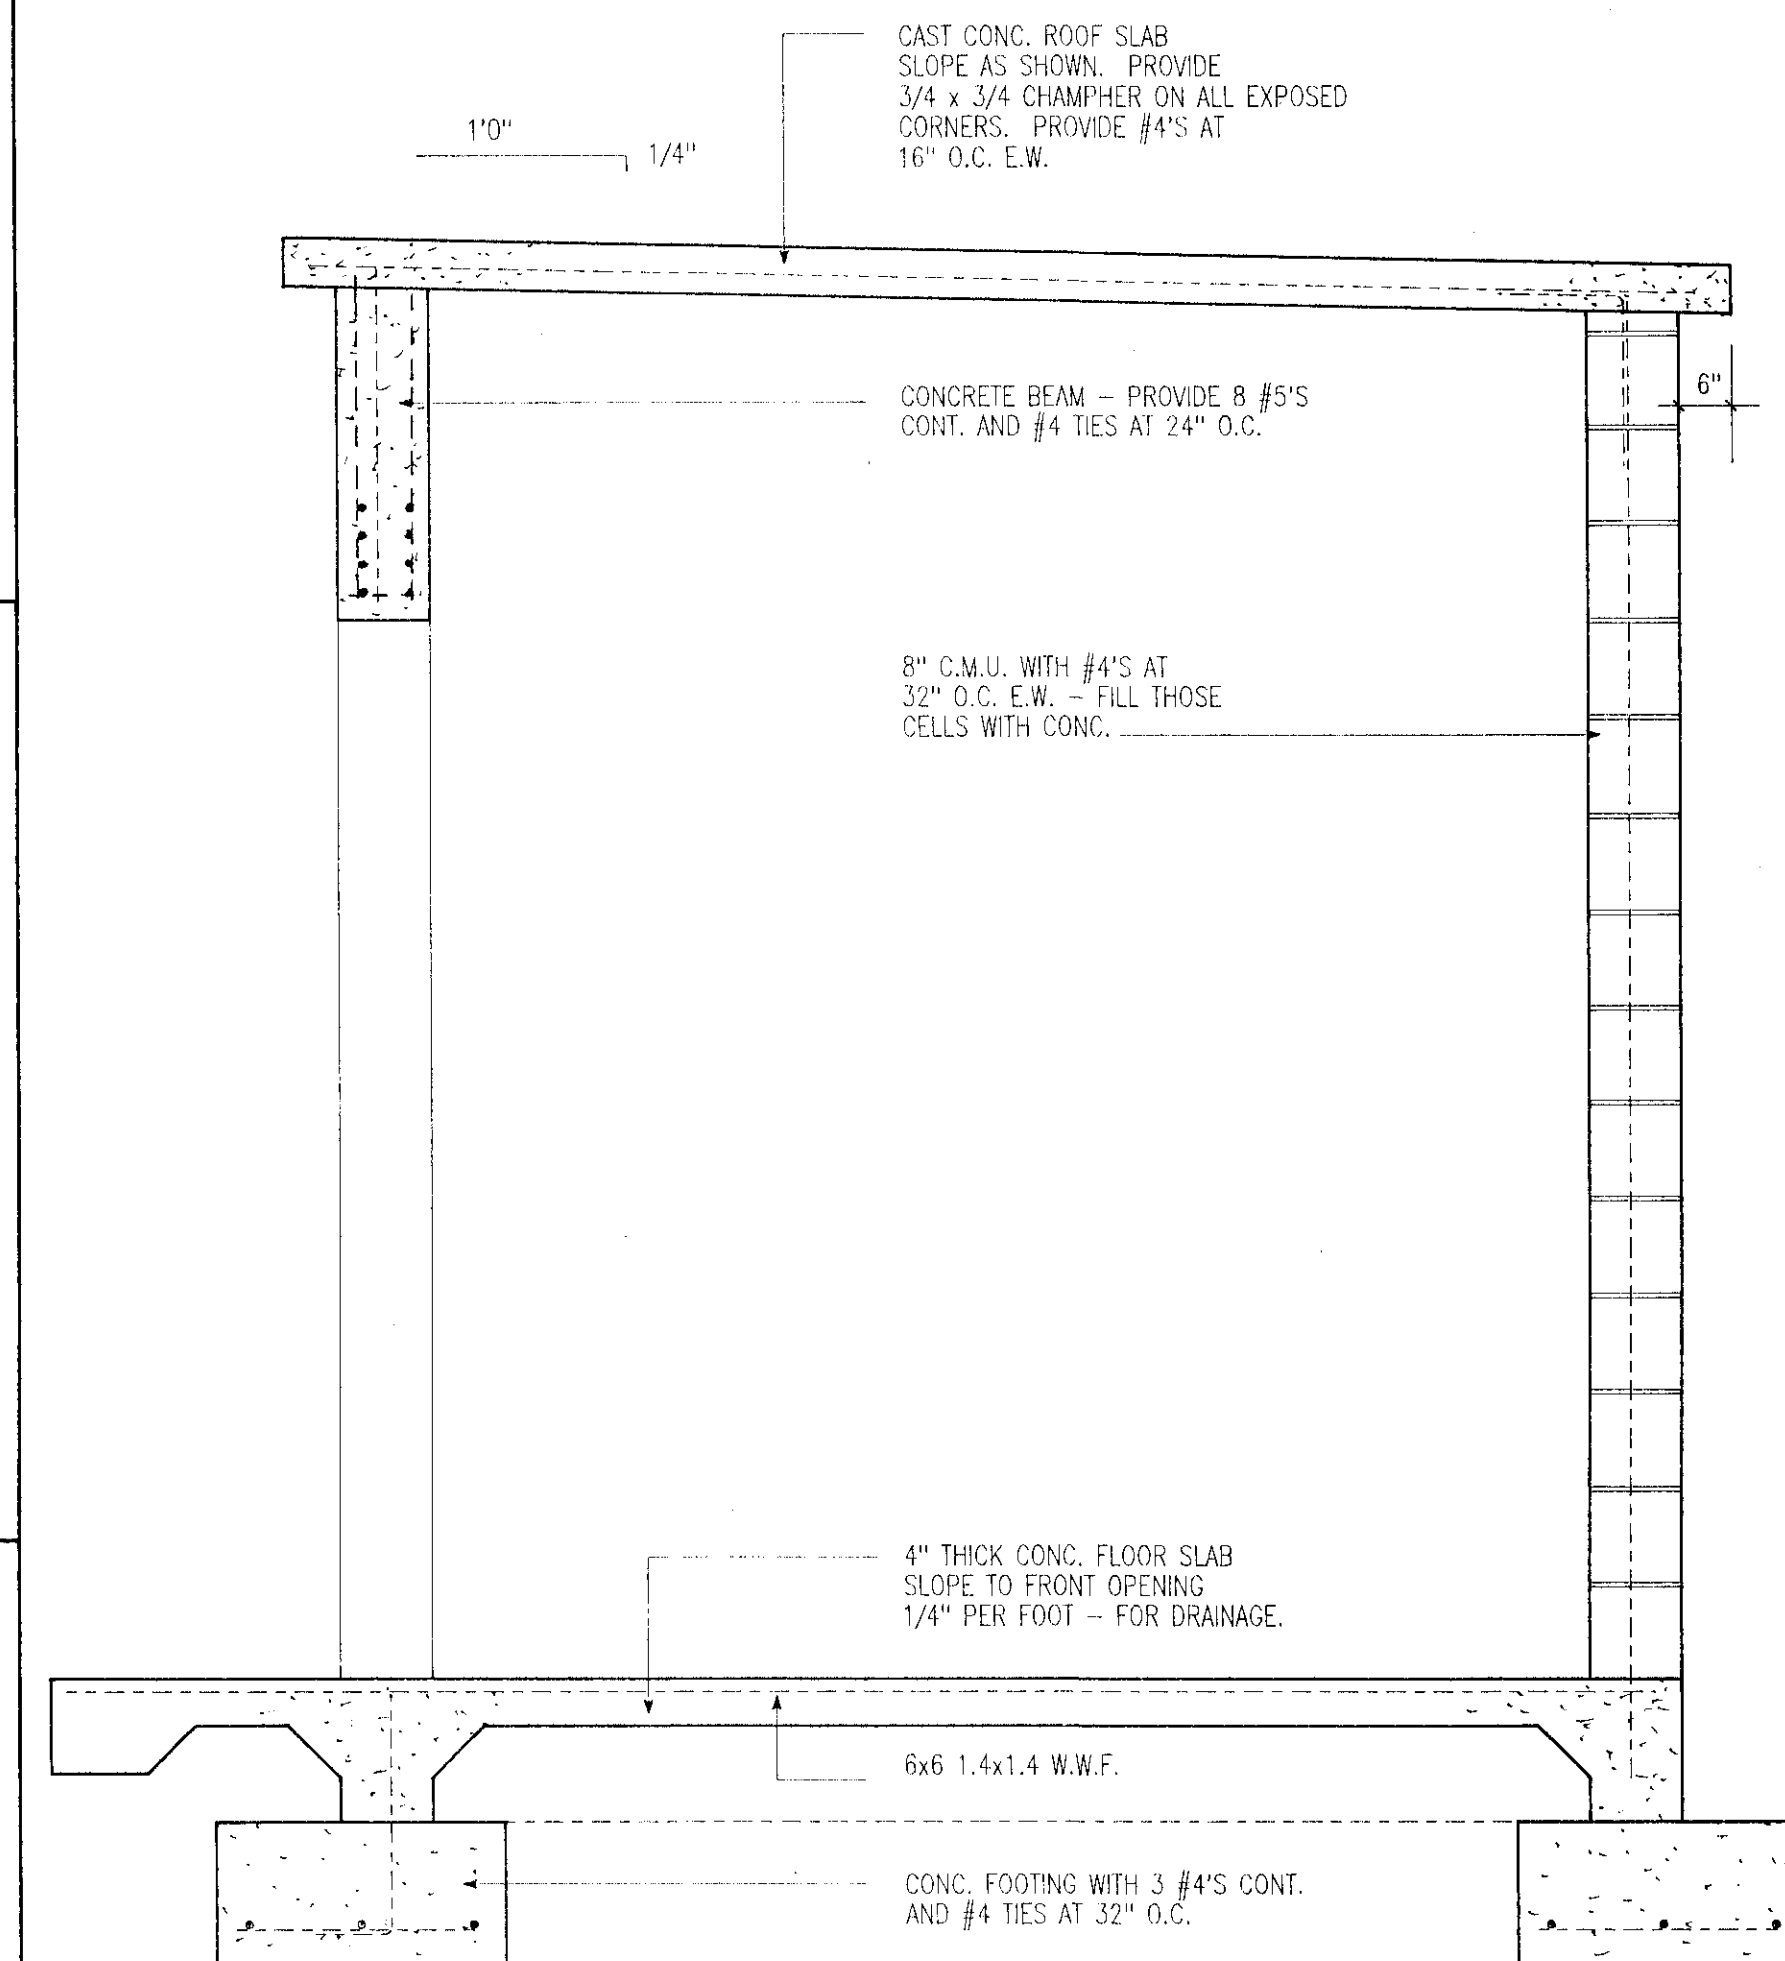 CAST CONC. ROOF SLAB
SLOPE AS SHOWN. PROVIDE
3/4 x 3/4 CHAMPHER ON ALL EXPOSED
CORNERS. PROVIDE #4'S AT
16" O.C. E.W.
1'0"
1/4"
6"
CONCRETE BEAM – PROVIDE 8 #5'S
CONT. AND #4 TIES AT 24" O.C.
8" C.M.U. WITH #4'S AT
32" O.C. E.W. – FILL THOSE
CELLS WITH CONC.
4" THICK CONC. FLOOR SLAB
SLOPE TO FRONT OPENING
1/4" PER FOOT – FOR DRAINAGE.
6x6 1.4x1.4 W.W.F.
CONC. FOOTING WITH 3 #4'S CONT.
AND #4 TIES AT 32" O.C.